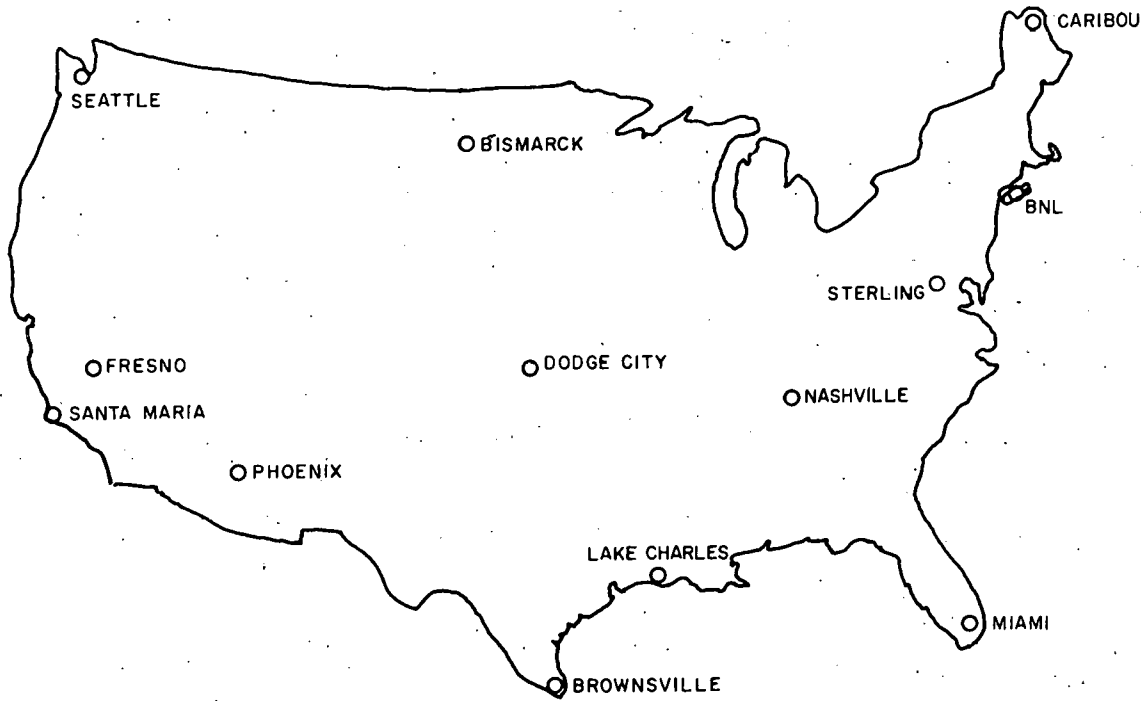 CARIBOU
SEATTLE
BISMARCK
BNL
STERLING
FRESNO
DODGE CITY
NASHVILLE
SANTA MARIA
PHOENIX
LAKE CHARLES
MIAMI
BROWNSVILLE